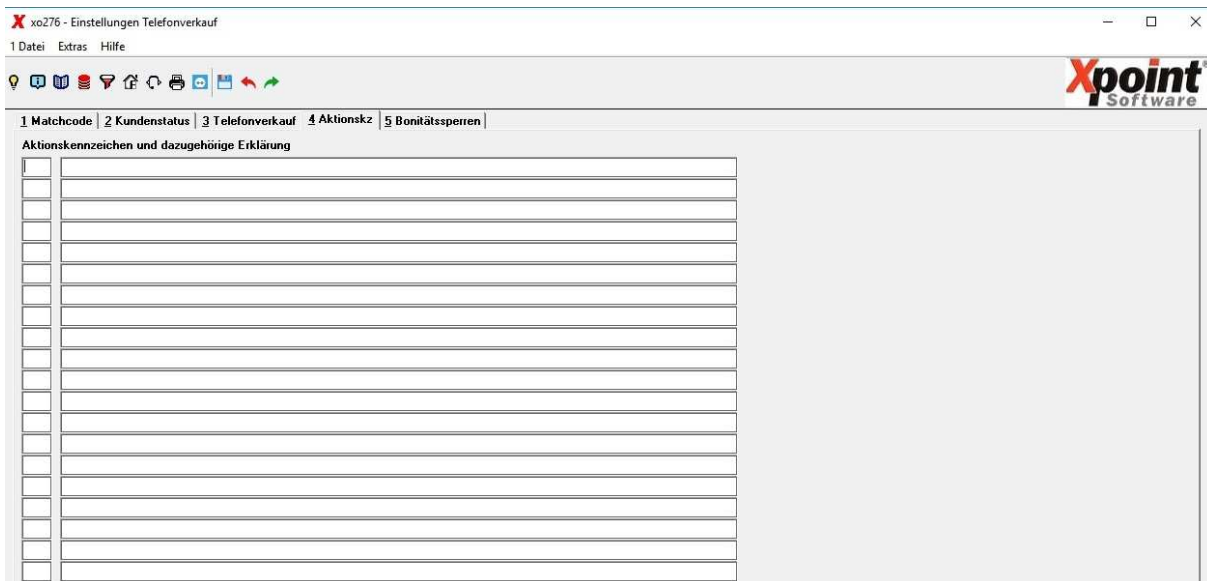 xo276 - Einstellungen Telefonverkauf
1 Datei Extras Hilfe
Xpoint®
Software
1 Matchcode 2 Kundenstatus 3 Telefonverkauf 4 Aktionskz 5 Bonitätssperren
Aktionskennzeichen und dazugehörige Erklärung